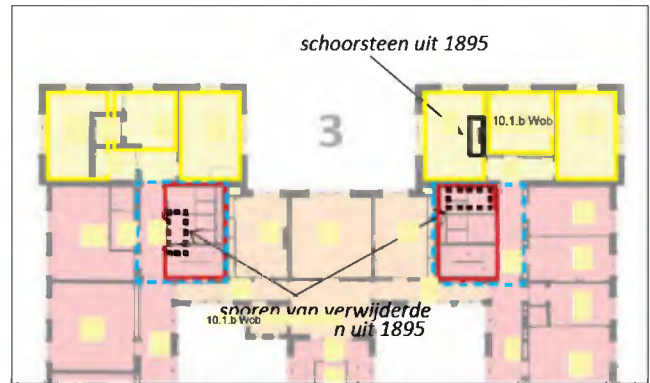 schoorsteen uit 1895
3
10.1.b Wob
sporen van verwijderde
10.1.b Wob
n uit 1895